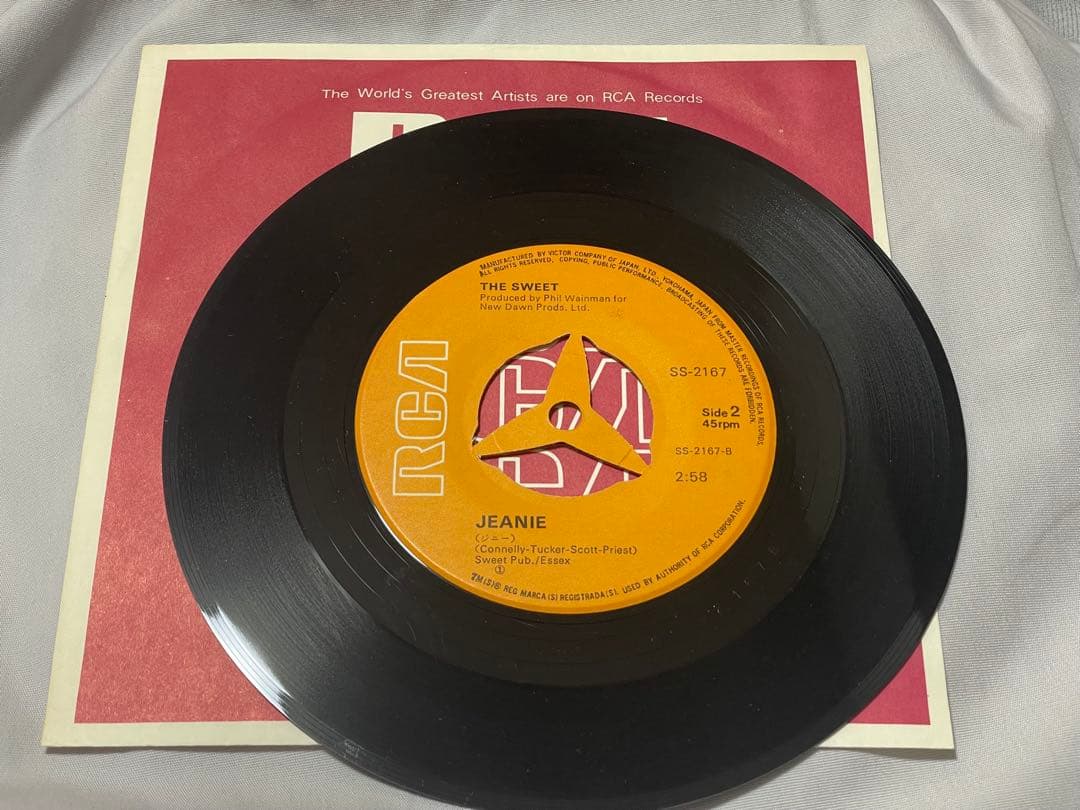 The World's Greatest Artists are on RCA Records
MANUFACTURED BY VICTOR COMPANY OF JAPAN, LTD., YOKOHAMA, JAPAN FROM MASTER RECORDINGS OF RCA RECORDS.
ALL RIGHTS RESERVED. COPYING, PUBLIC PERFORMANCE, BROADCASTING OF THESE RECORDS ARE FORBIDDEN.
THE SWEET
Produced by Phil Wainman for
New Dawn Prods. Ltd.
RCA
SS-2167
Side 2
45rpm
SS-2167-B
2:58
JEANIE
(ジニー)
(Connelly-Tucker-Scott-Priest)
Sweet Pub./Essex
①
TM(S)® REG MARCA(S) REGISTRADA(S). USED BY AUTHORITY OF RCA CORPORATION.